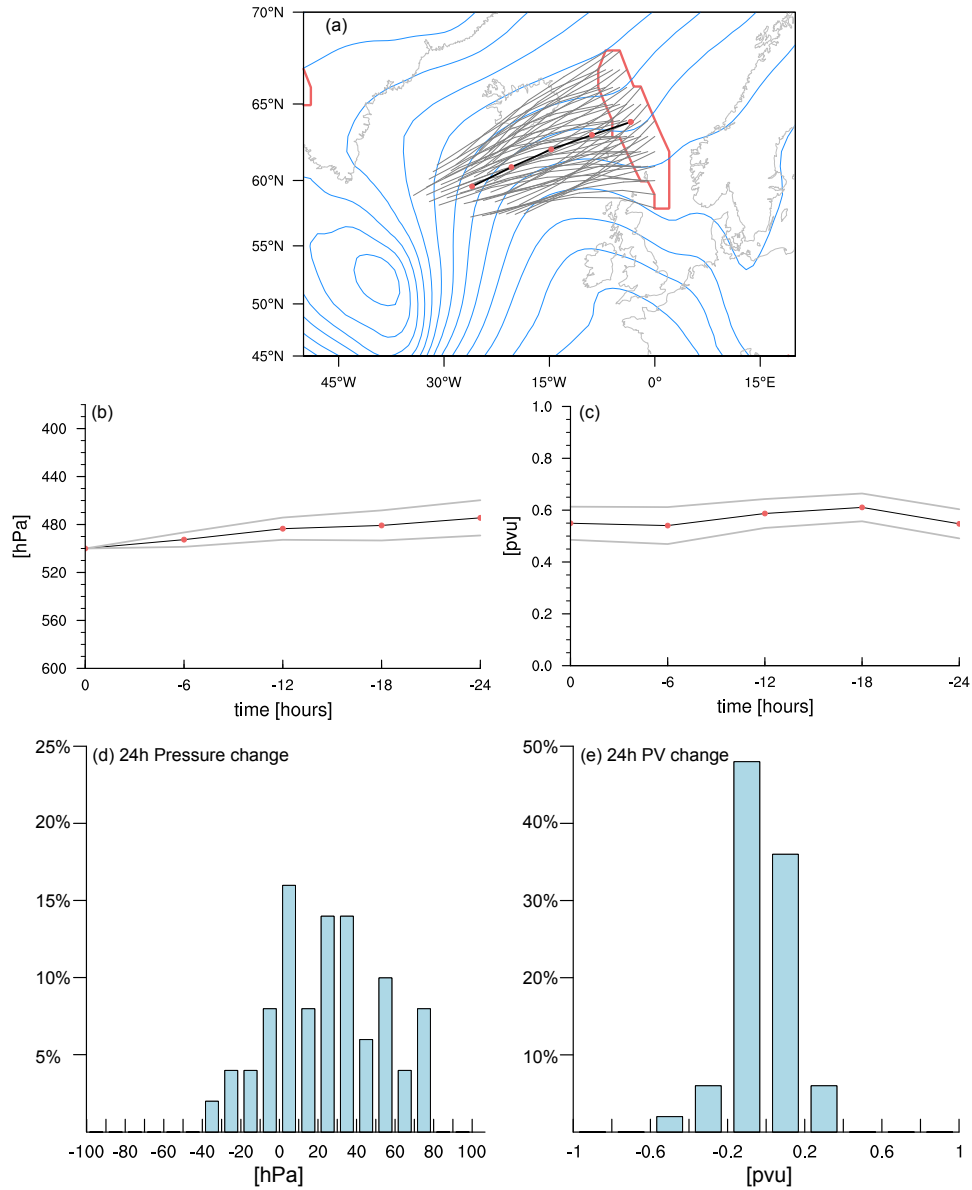 (a)
70°N
65°N
60°N
55°N
50°N
45°N
45°W 30°W 15°W 0° 15°E
(b)
400
440
480
520
560
600
[hPa]
0 -6 -12 -18 -24
time [hours]
(c)
1.0
0.8
0.6
0.4
0.2
0.0
[pvu]
0 -6 -12 -18 -24
time [hours]
(d) 24h Pressure change
25%
20%
15%
10%
5%
-100 -80 -60 -40 -20 0 20 40 60 80 100
[hPa]
(e) 24h PV change
50%
40%
30%
20%
10%
-1 -0.6 -0.2 0.2 0.6 1
[pvu]